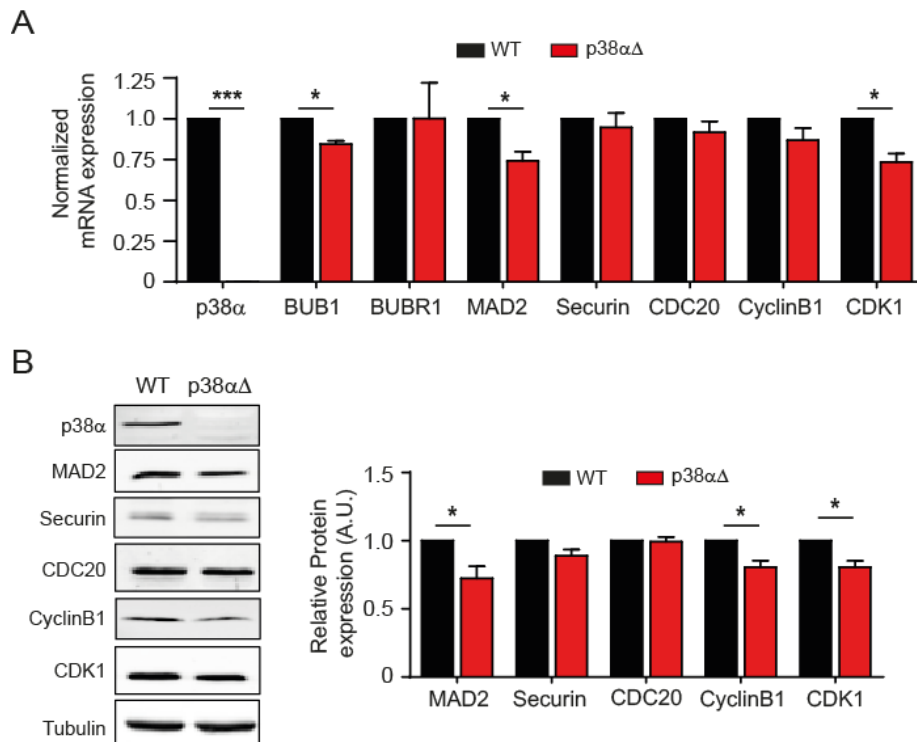 A
WT p38αΔ
Normalized
mRNA expression
1.25
1.0
0.75
0.50
0.25
0
*** * * *
p38α BUB1 BUBR1 MAD2 Securin CDC20 CyclinB1 CDK1
B
WT p38αΔ
p38α
MAD2
Securin
CDC20
CyclinB1
CDK1
Tubulin
WT p38αΔ
Relative Protein
expression (A.U.)
1.5
1.0
0.5
0
* * *
MAD2 Securin CDC20 CyclinB1 CDK1